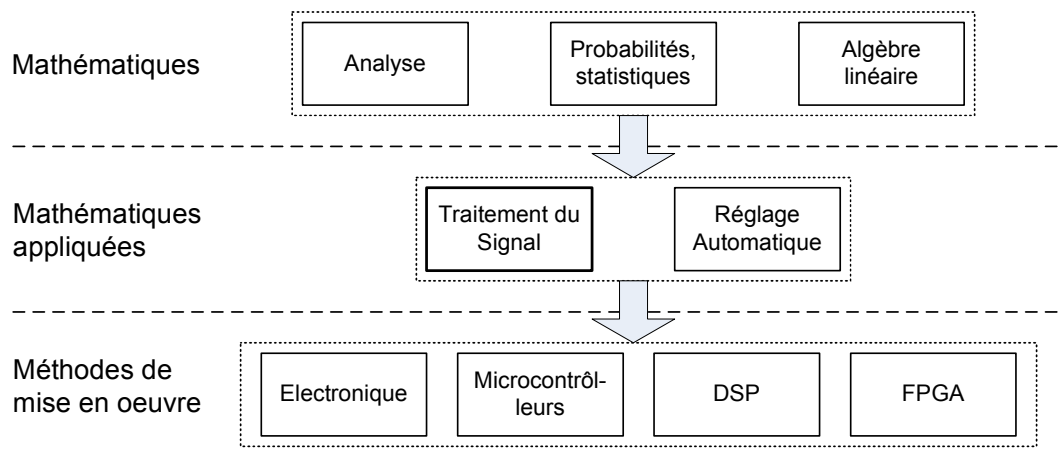 Mathématiques
Analyse
Probabilités,
statistiques
Algèbre
linéaire
Mathématiques
appliquées
Traitement du
Signal
Réglage
Automatique
Méthodes de
mise en oeuvre
Electronique
Microcontrôl-
leurs
DSP
FPGA